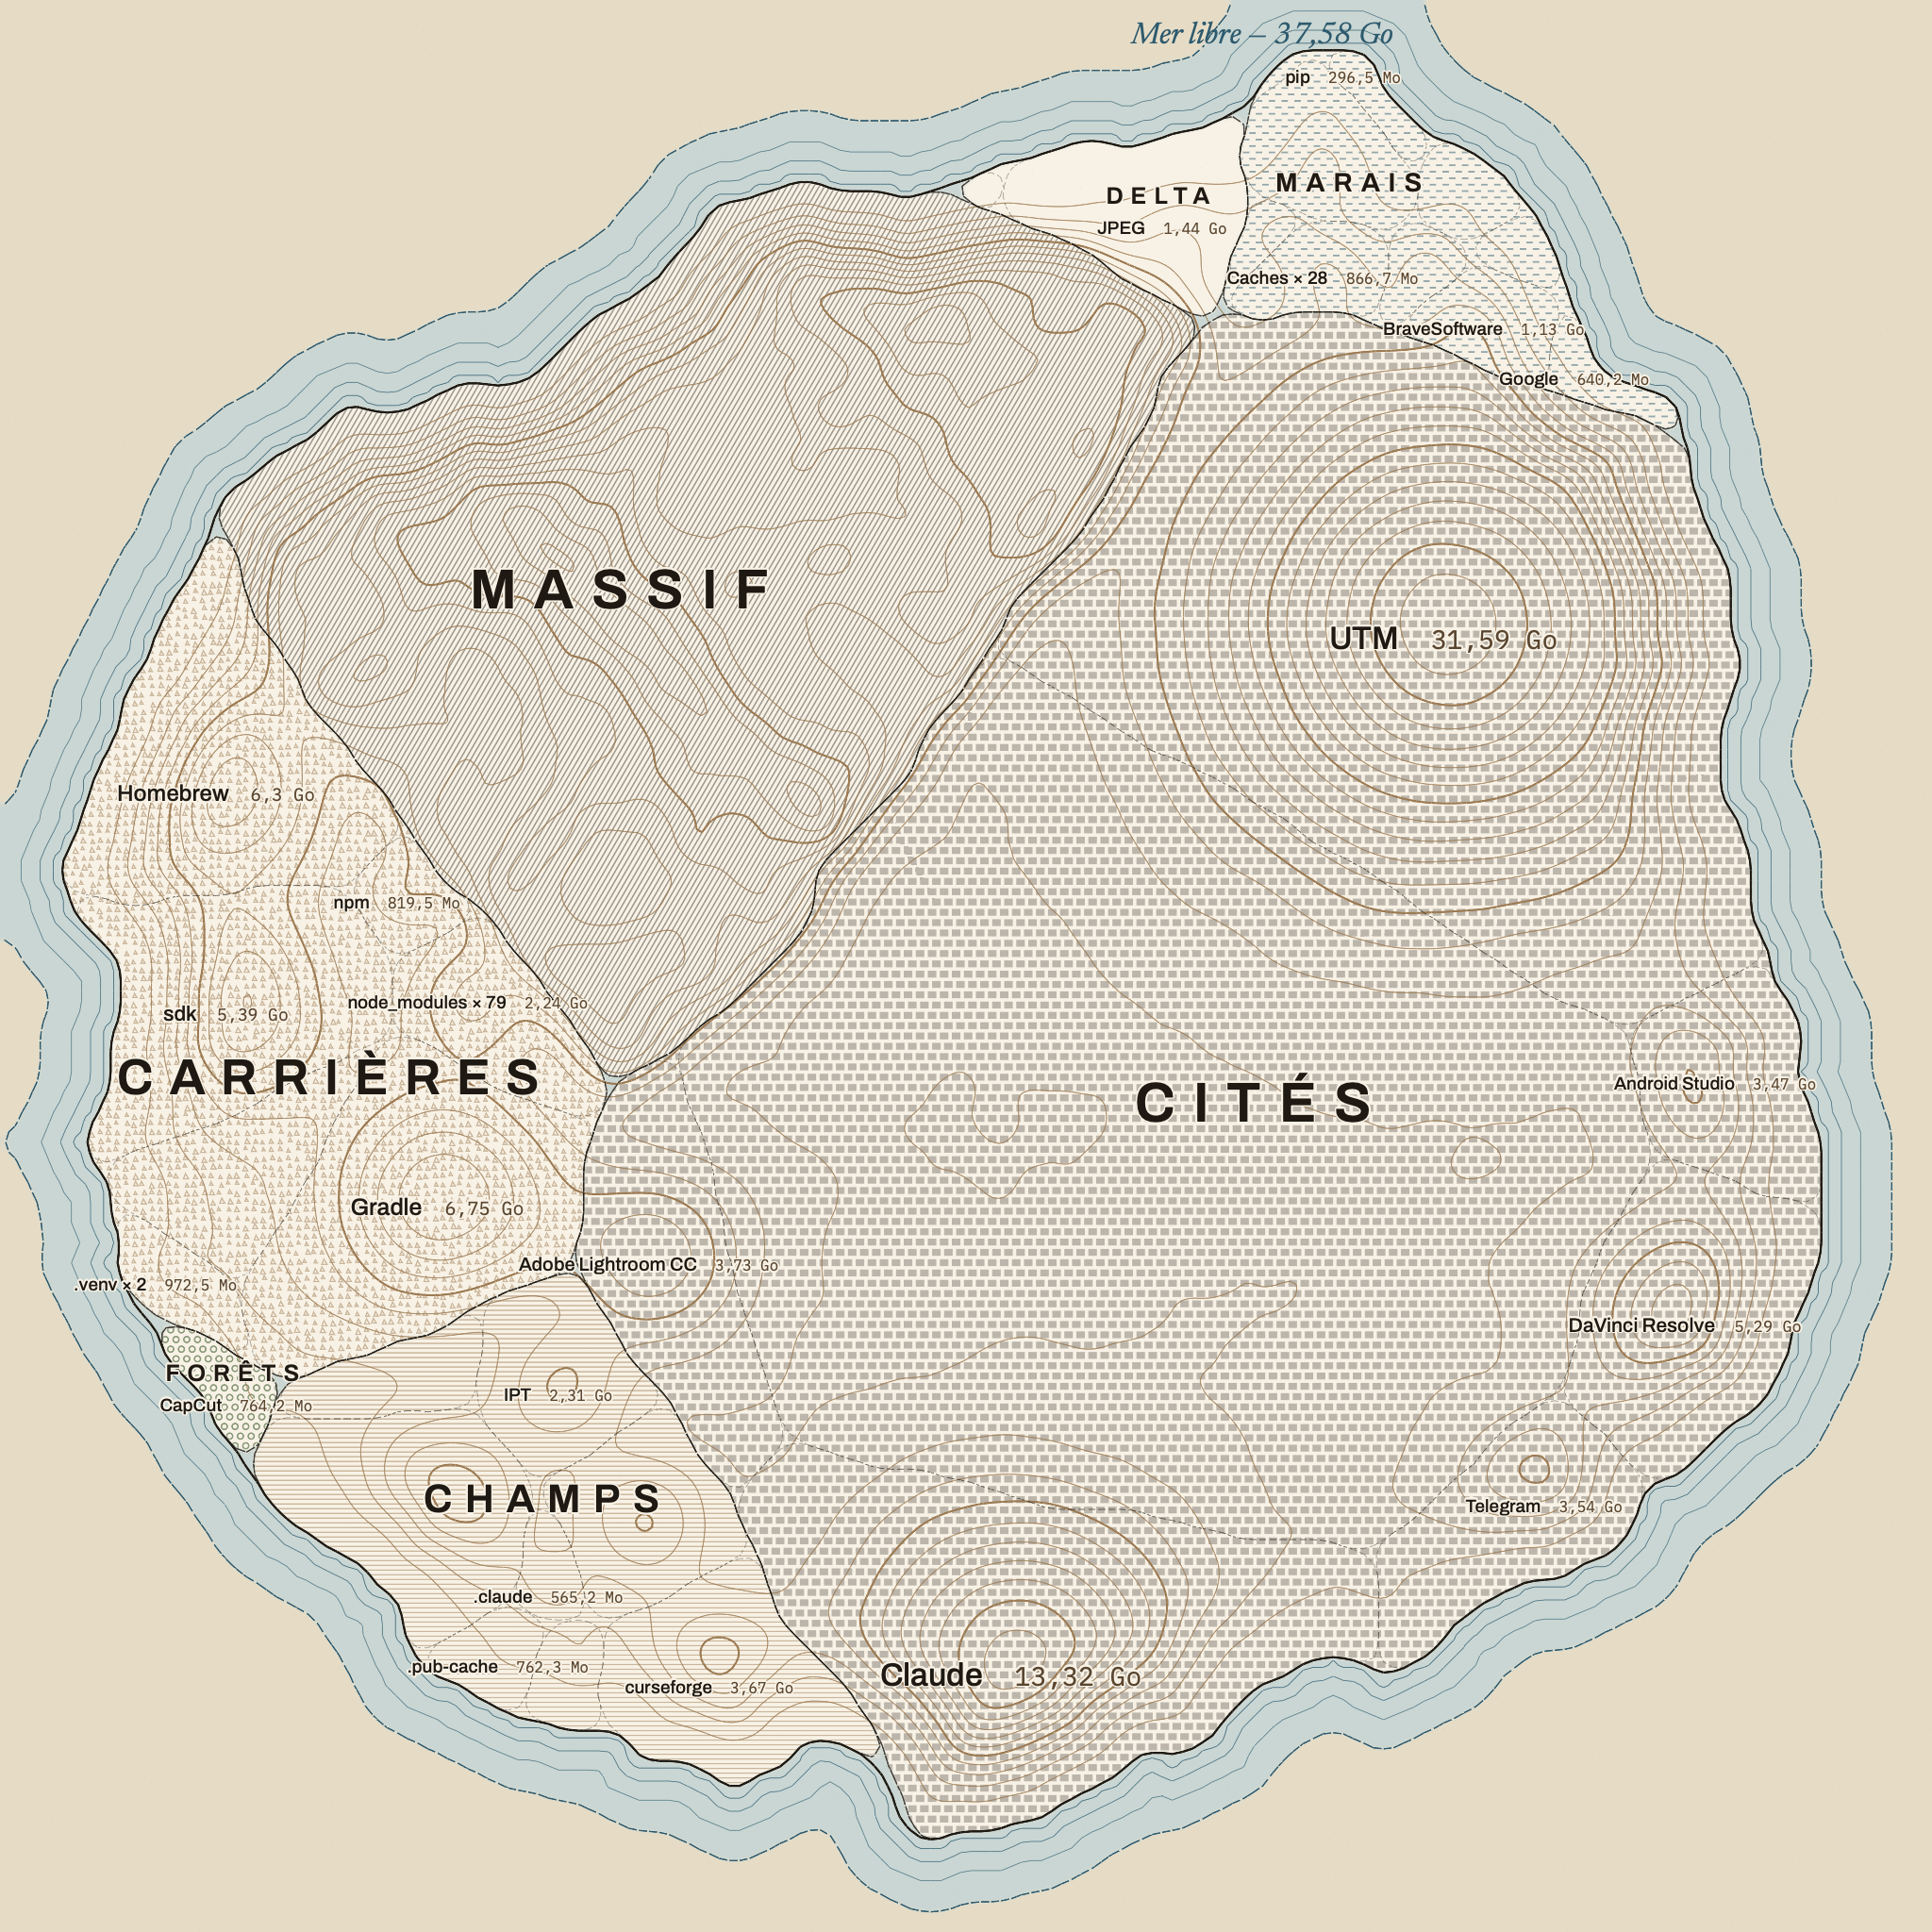 Mer libre – 37,58 Go
pip 296,5 Mo
MARAIS
DELTA
JPEG 1,44 Go
Caches × 28 866,7 Mo
BraveSoftware 1,13 Go
Google 640,2 Mo
MASSIF
UTM 31,59 Go
Homebrew 6,3 Go
npm 819,5 Mo
node_modules × 79 2,24 Go
sdk 5,39 Go
CARRIÈRES
CITÉS
Android Studio 3,47 Go
Gradle 6,75 Go
Adobe Lightroom CC 3,73 Go
.venv × 2 972,5 Mo
DaVinci Resolve 5,29 Go
FORÊTS
CapCut 764,2 Mo
IPT 2,31 Go
CHAMPS
Telegram 3,54 Go
.claude 565,2 Mo
.pub-cache 762,3 Mo
curseforge 3,67 Go
Claude 13,32 Go